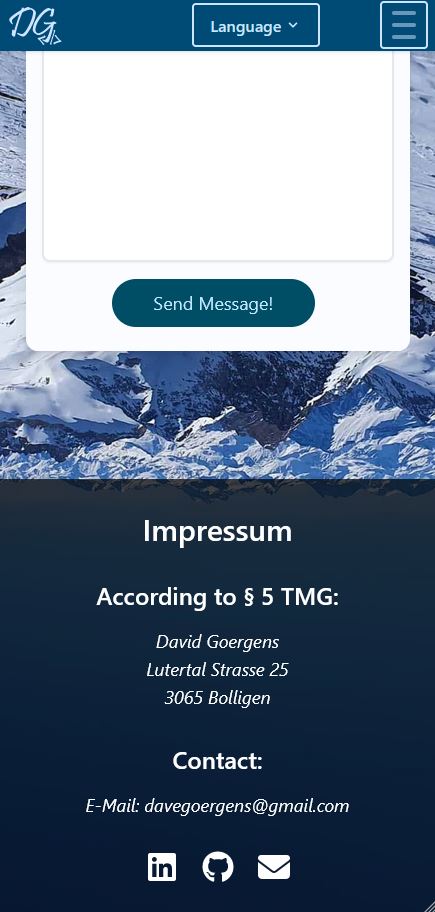 DG
Language
Send Message!
Impressum
According to § 5 TMG:
David Goergens
Lutertal Strasse 25
3065 Bolligen
Contact:
E-Mail: davegoergens@gmail.com
in